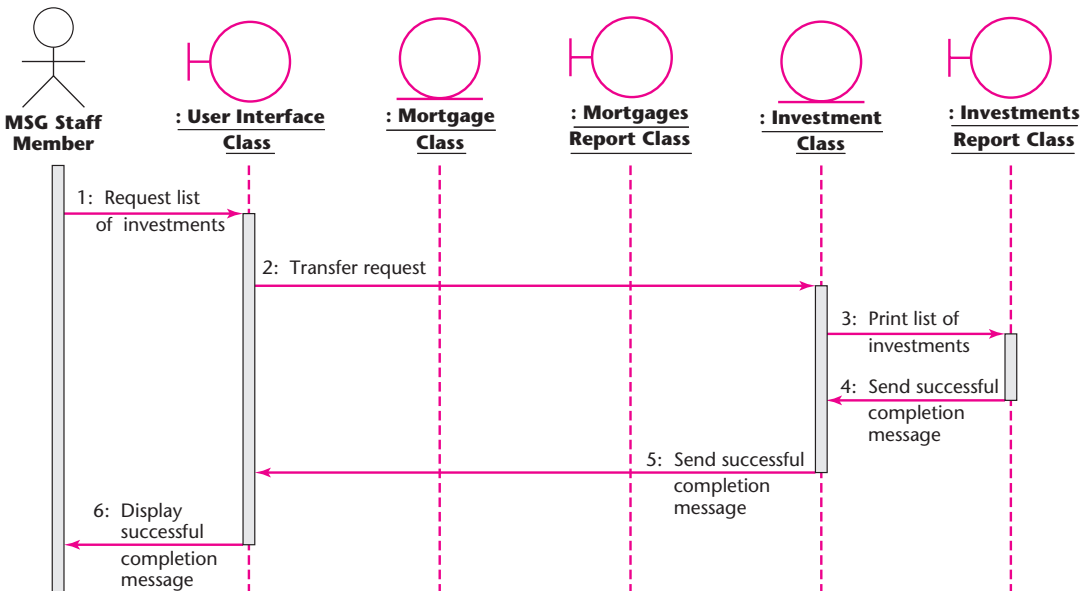 MSG Staff
Member
: User Interface
Class
: Mortgage
Class
: Mortgages
Report Class
: Investment
Class
: Investments
Report Class
1: Request list
of investments
2: Transfer request
3: Print list of
investments
4: Send successful
completion
message
5: Send successful
completion
message
6: Display
successful
completion
message